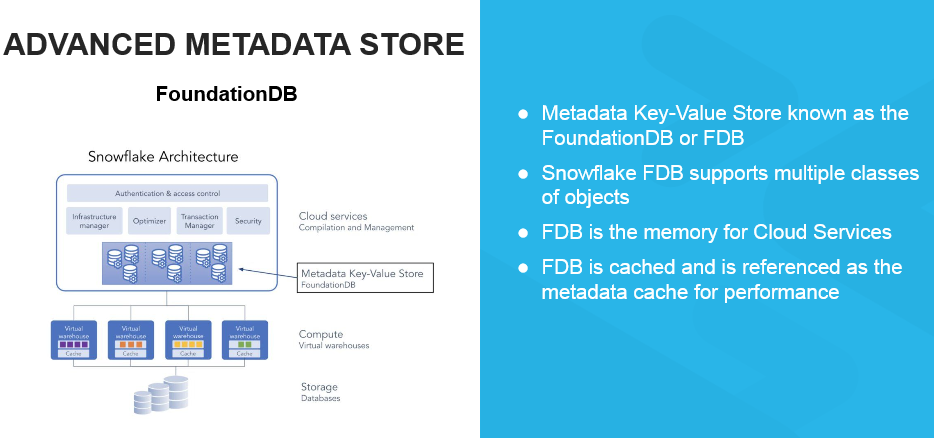 ADVANCED METADATA STORE
FoundationDB
Snowflake Architecture
Authentication & access control
Infrastructure
manager
Optimizer
Transaction
Manager
Security
Cloud services
Compilation and Management
Metadata Key-Value Store
FoundationDB
Virtual
warehouse
Cache
Virtual
warehouse
Cache
Virtual
warehouse
Cache
Virtual
warehouse
Cache
Compute
Virtual warehouses
Storage
Databases
● Metadata Key-Value Store known as the
FoundationDB or FDB
● Snowflake FDB supports multiple classes
of objects
● FDB is the memory for Cloud Services
● FDB is cached and is referenced as the
metadata cache for performance